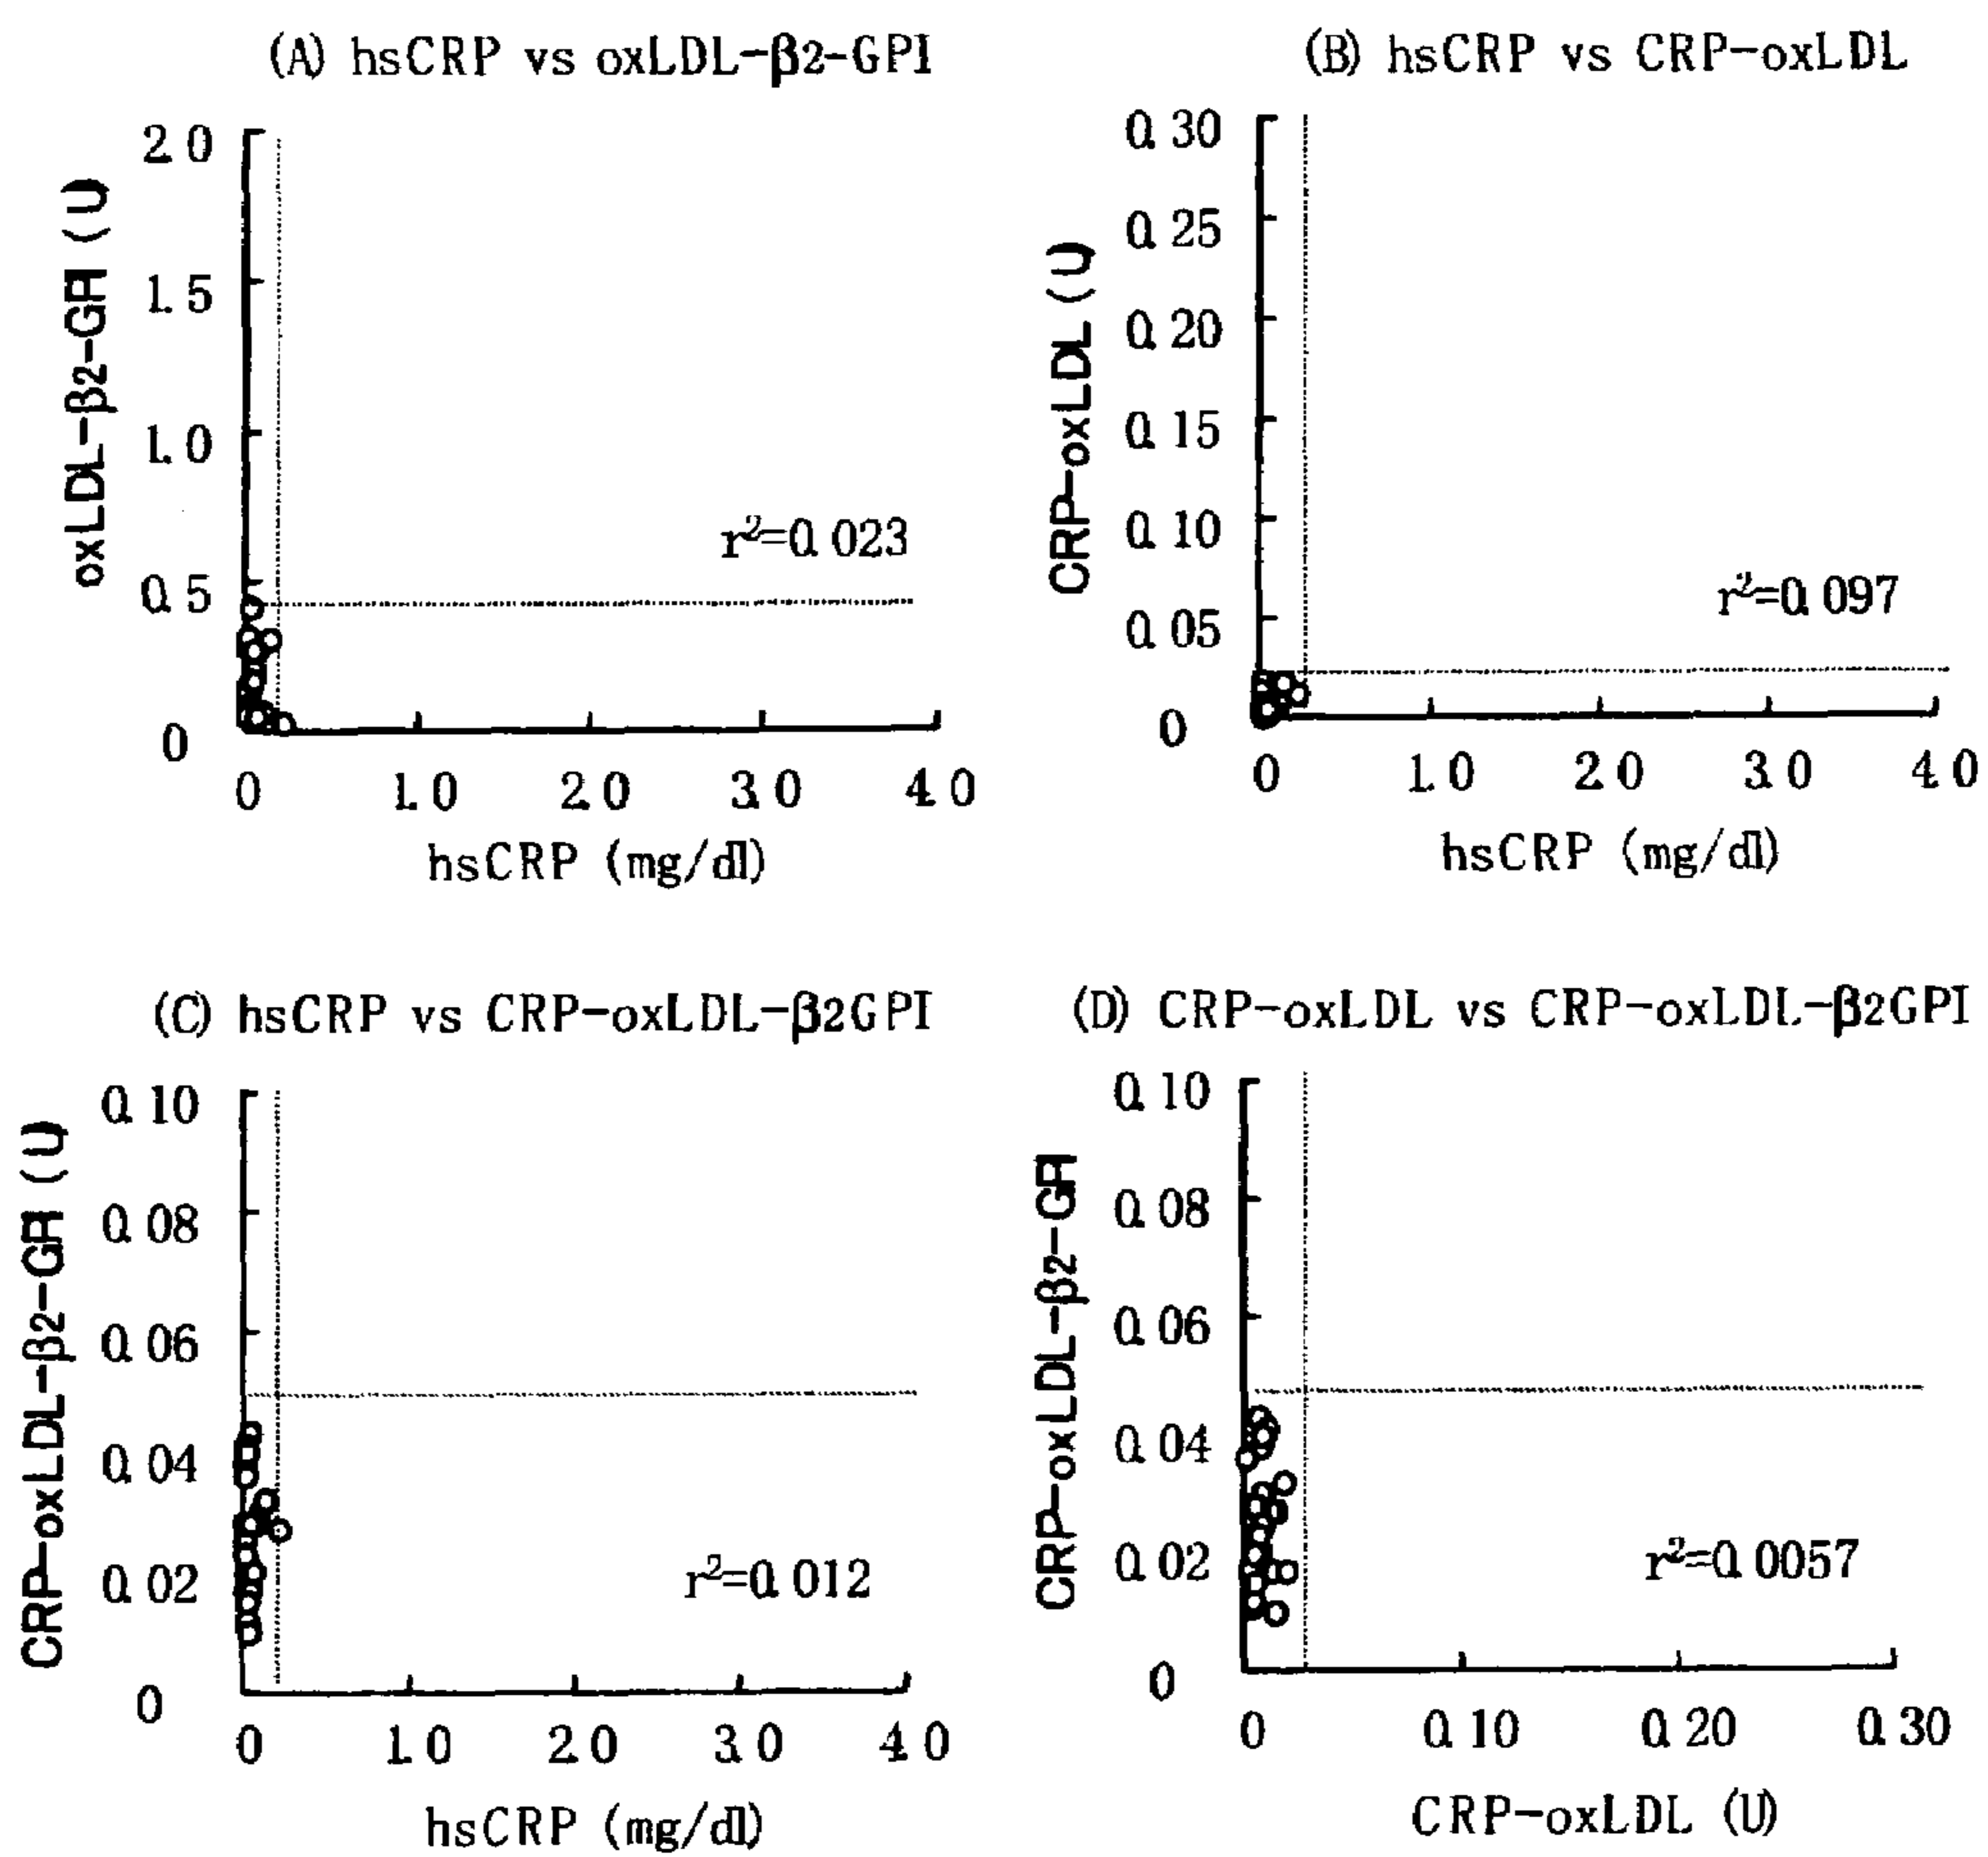 (A) hsCRP vs oxLDL-β2-GPI
oxLDL-β2-GPI (U)
2.0
1.5
1.0
0.5
0
r²=0.023
0 1.0 2.0 3.0 4.0
hsCRP (mg/dl)
(B) hsCRP vs CRP-oxLDL
CRP-oxLDL (U)
0.30
0.25
0.20
0.15
0.10
0.05
0
r²=0.097
0 1.0 2.0 3.0 4.0
hsCRP (mg/dl)
(C) hsCRP vs CRP-oxLDL-β2GPI
CRP-oxLDL-β2-GPI (U)
0.10
0.08
0.06
0.04
0.02
0
r²=0.012
0 1.0 2.0 3.0 4.0
hsCRP (mg/dl)
(D) CRP-oxLDL vs CRP-oxLDL-β2GPI
CRP-oxLDL-β2-GPI
0.10
0.08
0.06
0.04
0.02
0
r²=0.0057
0 0.10 0.20 0.30
CRP-oxLDL (U)